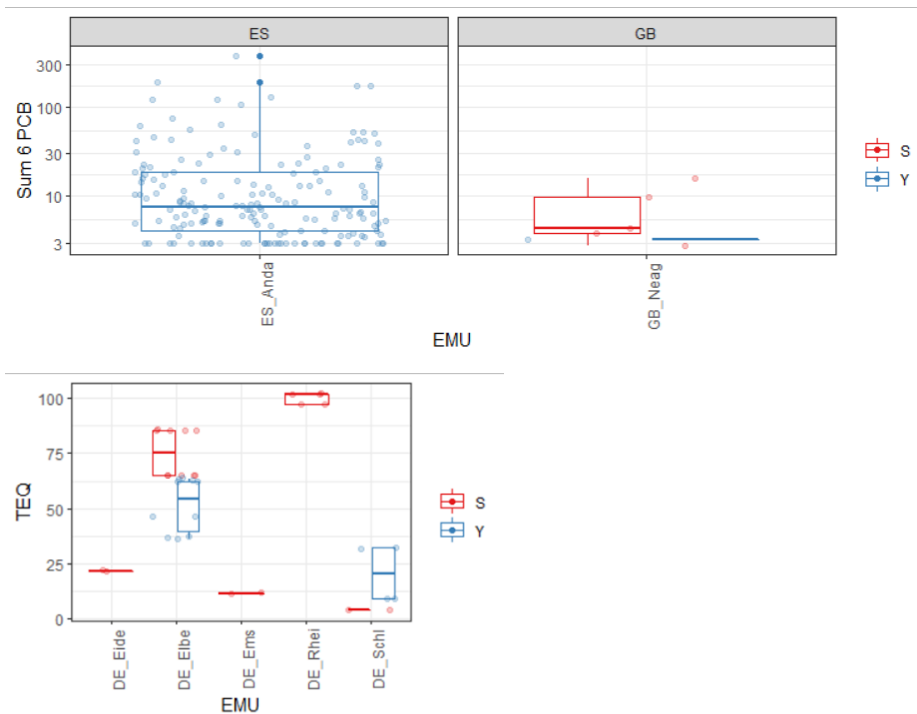 ES
GB
Sum 6 PCB
300
100
30
10
3
S
Y
ES_Anda
GB_Neag
EMU
TEQ
100
75
50
25
0
S
Y
DE_Eide
DE_Elbe
DE_Ems
DE_Rhei
DE_Schl
EMU